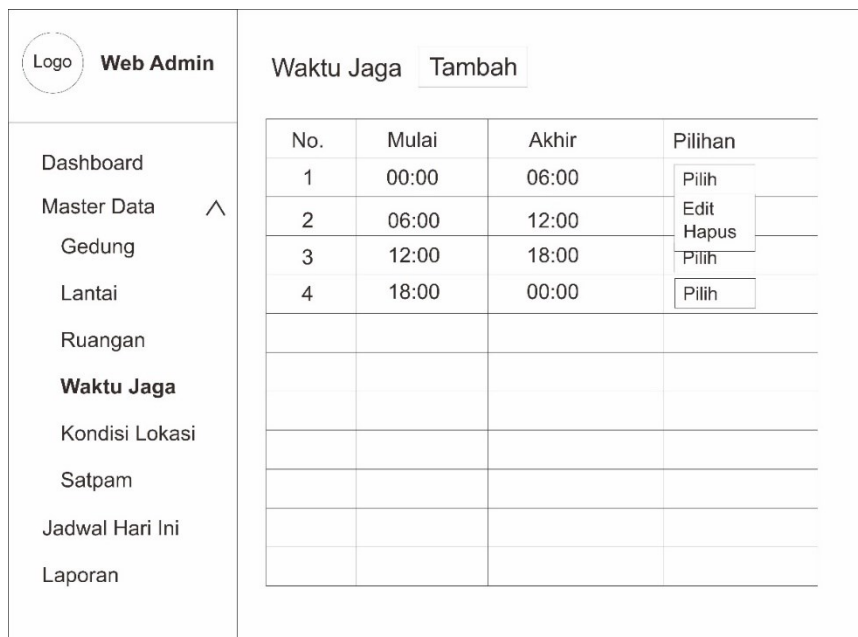 Logo Web Admin
Dashboard
Master Data
Gedung
Lantai
Ruangan
Waktu Jaga
Kondisi Lokasi
Satpam
Jadwal Hari Ini
Laporan
Waktu Jaga Tambah
No. Mulai Akhir Pilihan
1 00:00 06:00 Pilih
Edit
2 06:00 12:00
Hapus
3 12:00 18:00 Pilih
4 18:00 00:00 Pilih